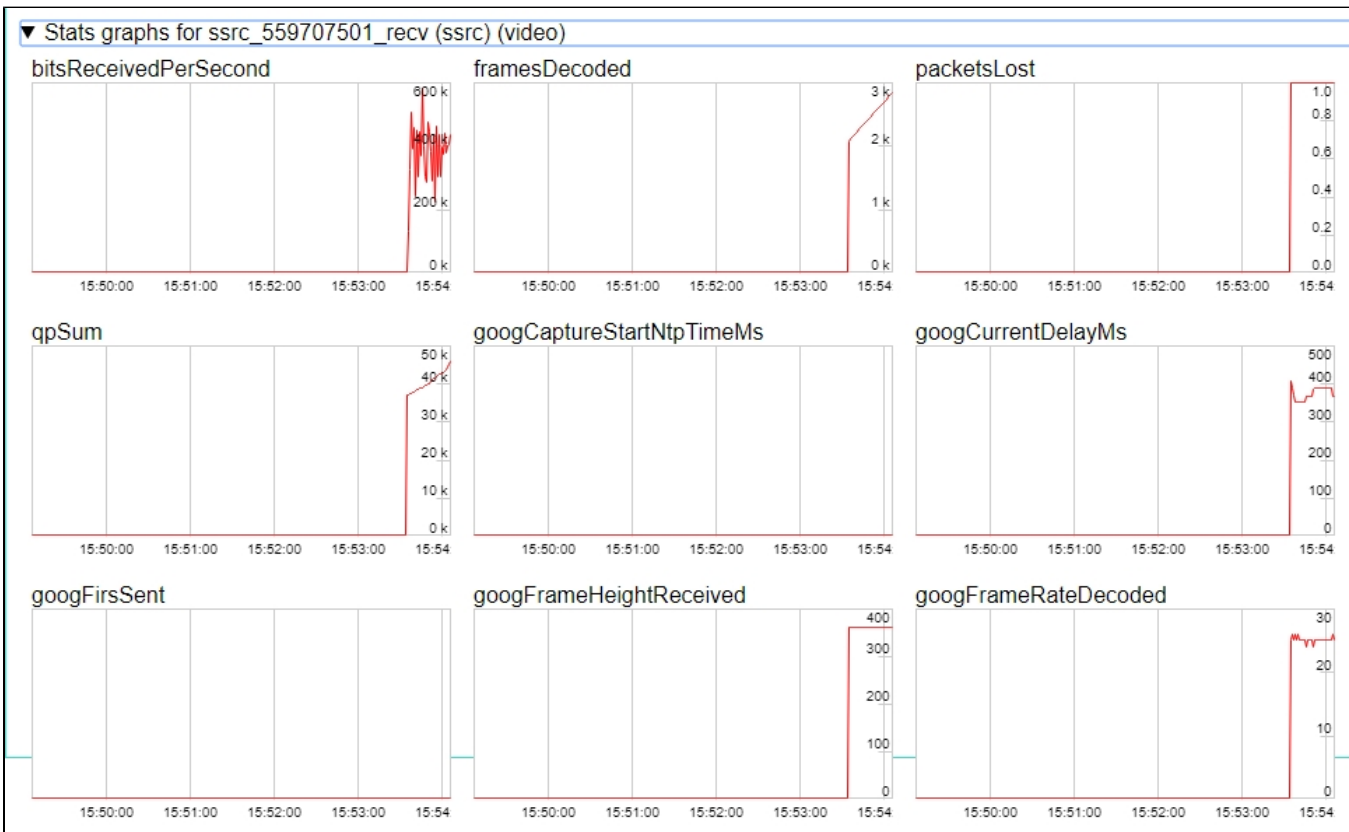 ▼ Stats graphs for ssrc_559707501_recv (ssrc) (video)
bitsReceivedPerSecond
600 k
400 k
200 k
0 k
15:50:00 15:51:00 15:52:00 15:53:00 15:54
framesDecoded
3 k
2 k
1 k
0 k
15:50:00 15:51:00 15:52:00 15:53:00 15:54
packetsLost
1.0
0.8
0.6
0.4
0.2
0.0
15:50:00 15:51:00 15:52:00 15:53:00 15:54
qpSum
50 k
40 k
30 k
20 k
10 k
0 k
15:50:00 15:51:00 15:52:00 15:53:00 15:54
googCaptureStartNtpTimeMs
15:50:00 15:51:00 15:52:00 15:53:00 15:54
googCurrentDelayMs
500
400
300
200
100
0
15:50:00 15:51:00 15:52:00 15:53:00 15:54
googFirsSent
15:50:00 15:51:00 15:52:00 15:53:00 15:54
googFrameHeightReceived
400
300
200
100
0
15:50:00 15:51:00 15:52:00 15:53:00 15:54
googFrameRateDecoded
30
20
10
0
15:50:00 15:51:00 15:52:00 15:53:00 15:54